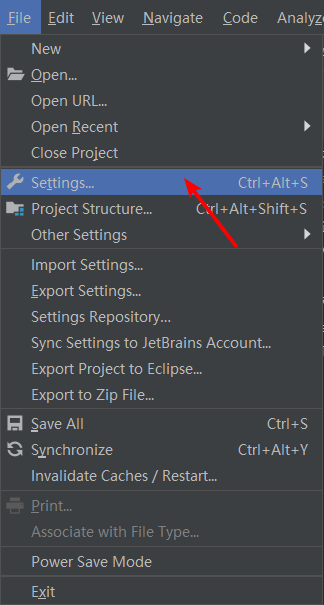 File Edit View Navigate Code Analyze
New
Open...
Open URL...
Open Recent
Close Project
Settings... Ctrl+Alt+S
Project Structure... Ctrl+Alt+Shift+S
Other Settings
Import Settings...
Export Settings...
Settings Repository...
Sync Settings to JetBrains Account...
Export Project to Eclipse...
Export to Zip File...
Save All Ctrl+S
Synchronize Ctrl+Alt+Y
Invalidate Caches / Restart...
Print...
Associate with File Type...
Power Save Mode
Exit